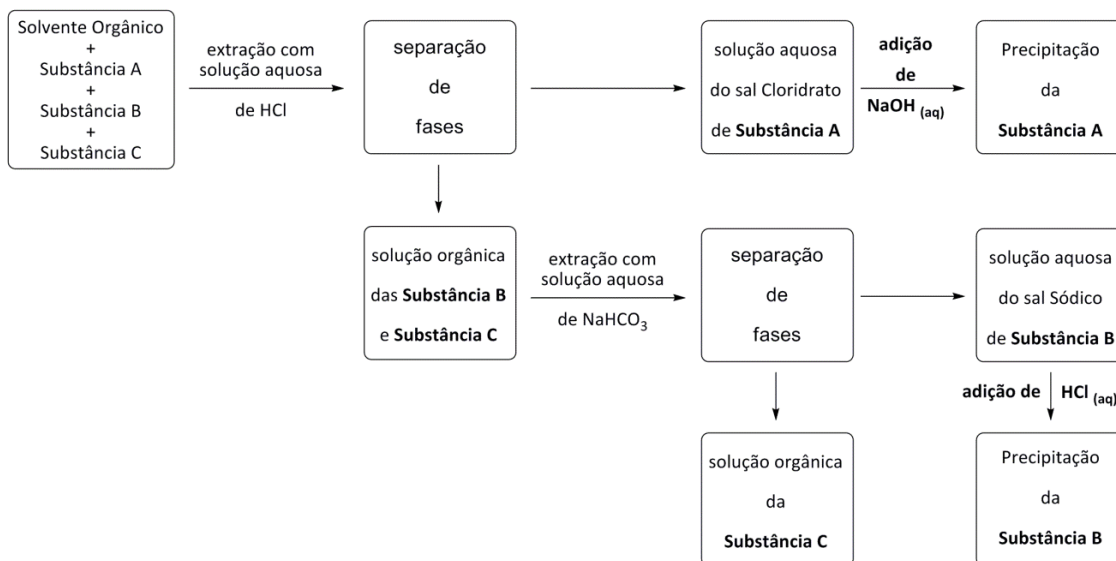 Solvente Orgânico
+
Substância A
+
Substância B
+
Substância C
extração com
solução aquosa
de HCl
separação
de
fases
solução aquosa
do sal Cloridrato
de Substância A
adição
de
NaOH (aq)
Precipitação
da
Substância A
solução orgânica
das Substância B
e Substância C
extração com
solução aquosa
de NaHCO3
separação
de
fases
solução aquosa
do sal Sódico
de Substância B
adição de HCl (aq)
solução orgânica
da
Substância C
Precipitação
da
Substância B